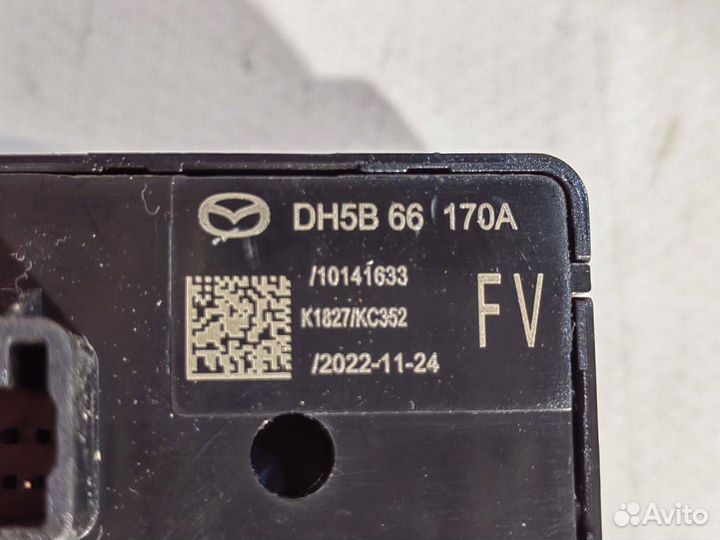 DH5B 66 170A
/10141633
K1827/KC352
FV
/2022-11-24
Avito